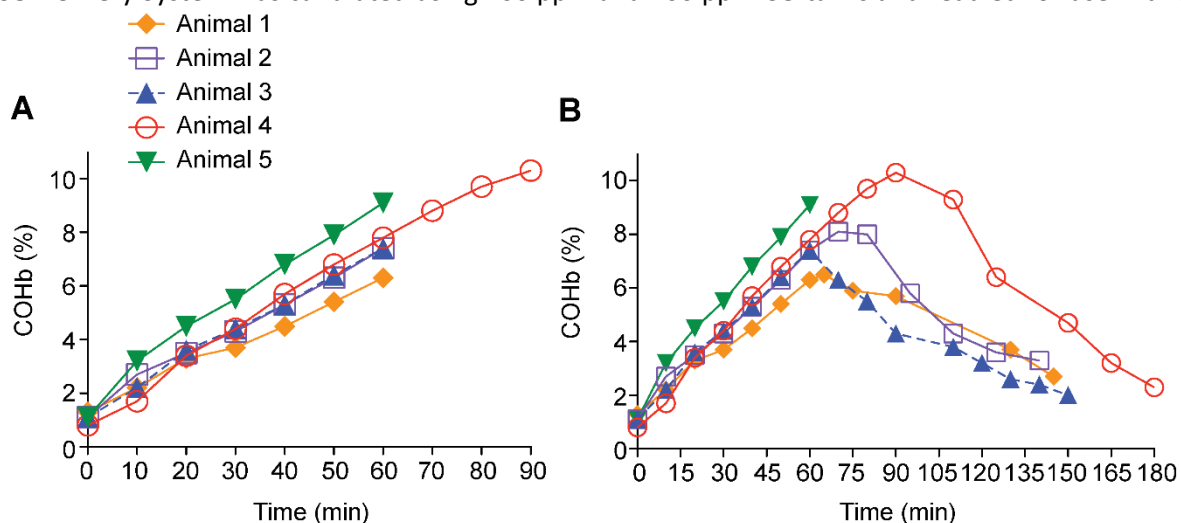 Animal 1
Animal 2
Animal 3
Animal 4
Animal 5
A
COHb (%)
10
8
6
4
2
0
0 10 20 30 40 50 60 70 80 90
Time (min)
B
COHb (%)
10
8
6
4
2
0
0 15 30 45 60 75 90 105 120 135 150 165 180
Time (min)